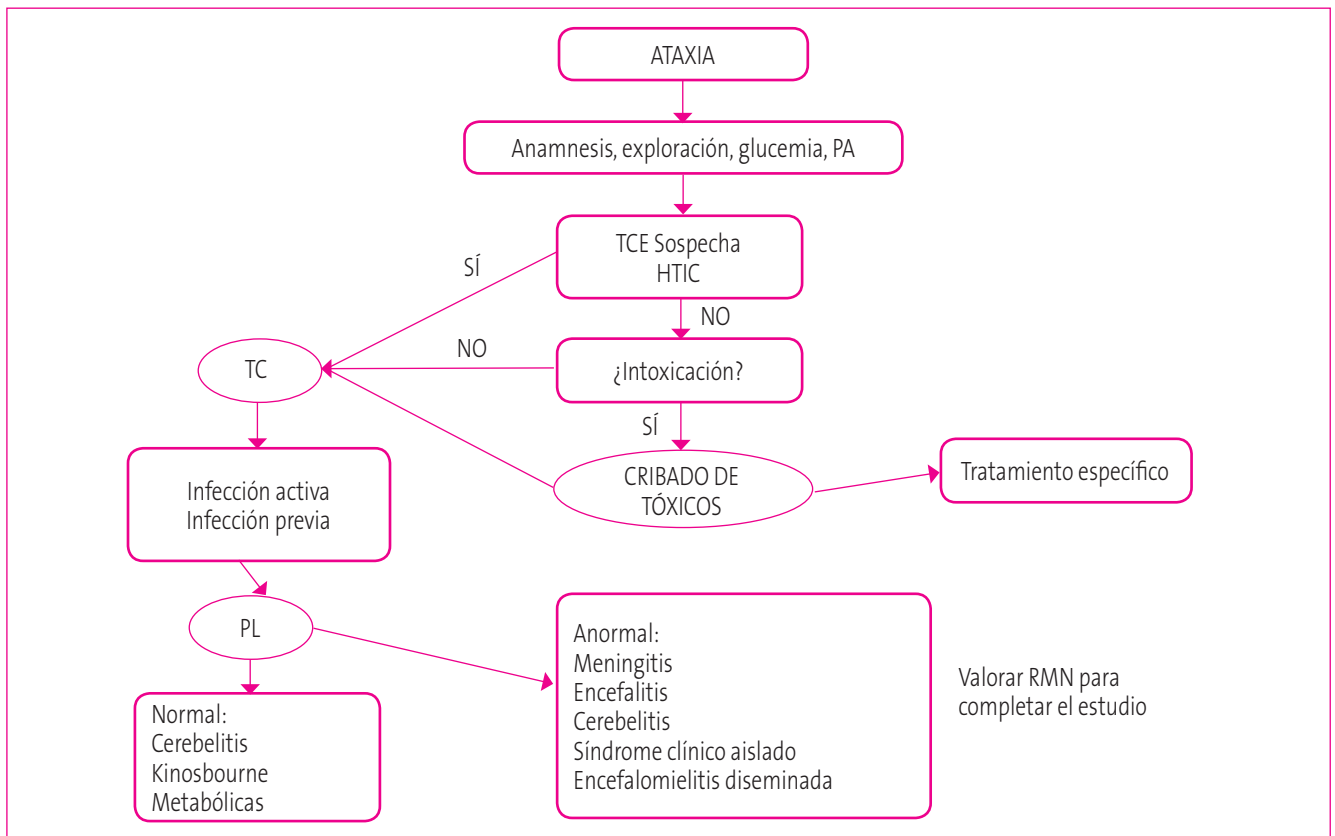 ATAXIA
Anamnesis, exploración, glucemia, PA
TCE Sospecha
HTIC
SÍ
NO
NO
TC
¿Intoxicación?
SÍ
CRIBADO DE
TÓXICOS
Tratamiento específico
Infección activa
Infección previa
PL
Anormal:
Meningitis
Encefalitis
Cerebelitis
Síndrome clínico aislado
Encefalomielitis diseminada
Valorar RMN para
completar el estudio
Normal:
Cerebelitis
Kinosbourne
Metabólicas